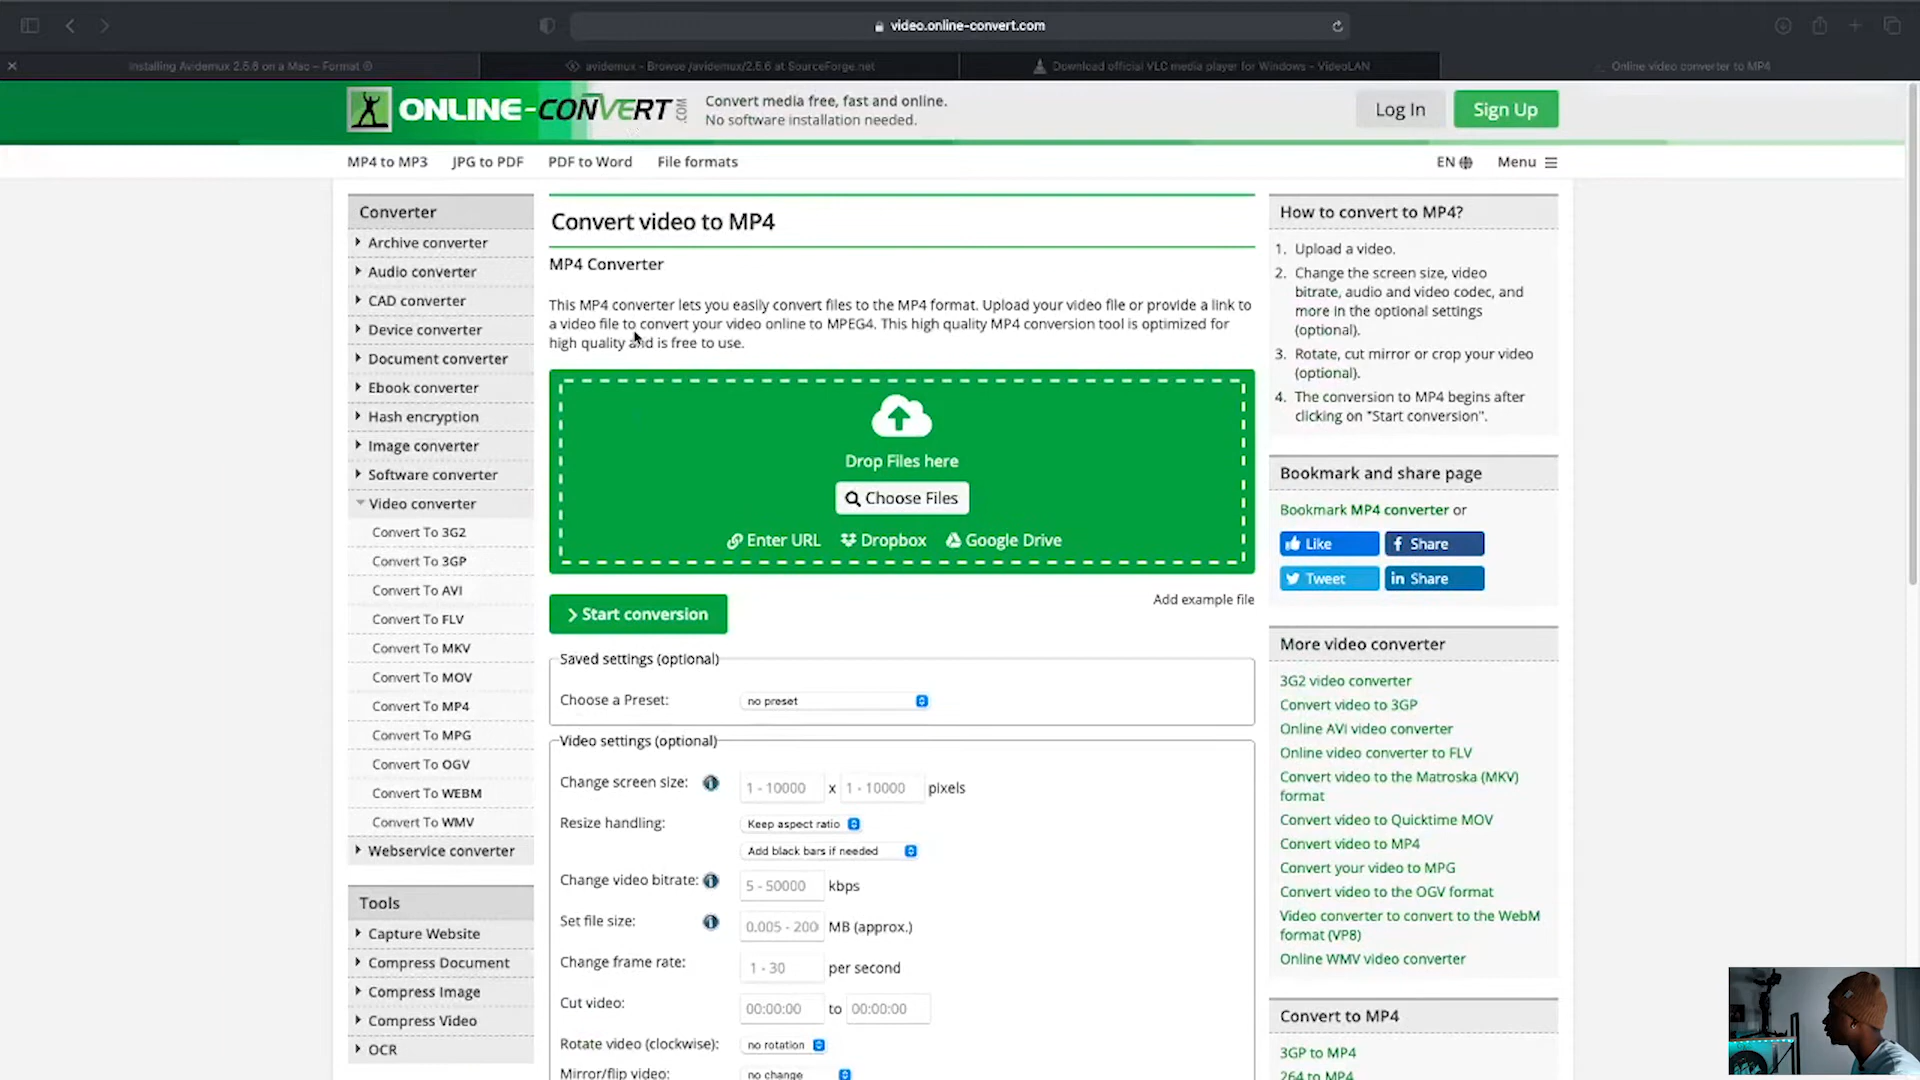 video.online-convert.com
Installing Avidemux 2.5.6 on a Mac – Format
avidemux - Browse /avidemux/2.5.6 at SourceForge.net
Download official VLC media player for Windows - VideoLAN
Online video converter to MP4
ONLINE-CONVERT.COM
Convert media free, fast and online.
No software installation needed.
Log In
Sign Up
MP4 to MP3
JPG to PDF
PDF to Word
File formats
EN
Menu
Converter
Archive converter
Audio converter
CAD converter
Device converter
Document converter
Ebook converter
Hash encryption
Image converter
Software converter
Video converter
Convert To 3G2
Convert To 3GP
Convert To AVI
Convert To FLV
Convert To MKV
Convert To MOV
Convert To MP4
Convert To MPG
Convert To OGV
Convert To WEBM
Convert To WMV
Webservice converter
Tools
Capture Website
Compress Document
Compress Image
Compress Video
OCR
Convert video to MP4
MP4 Converter
This MP4 converter lets you easily convert files to the MP4 format. Upload your video file or provide a link to
a video file to convert your video online to MPEG4. This high quality MP4 conversion tool is optimized for
high quality and is free to use.
Drop Files here
Choose Files
Enter URL
Dropbox
Google Drive
Start conversion
Add example file
Saved settings (optional)
Choose a Preset:
no preset
Video settings (optional)
Change screen size:
1 - 10000 x 1 - 10000 pixels
Resize handling:
Keep aspect ratio
Add black bars if needed
Change video bitrate:
5 - 50000 kbps
Set file size:
0.005 - 200 MB (approx.)
Change frame rate:
1 - 30 per second
Cut video:
00:00:00 to 00:00:00
Rotate video (clockwise):
no rotation
Mirror/flip video:
no change
How to convert to MP4?
1. Upload a video.
2. Change the screen size, video
bitrate, audio and video codec, and
more in the optional settings
(optional).
3. Rotate, cut mirror or crop your video
(optional).
4. The conversion to MP4 begins after
clicking on "Start conversion".
Bookmark and share page
Bookmark MP4 converter or
Like
Share
Tweet
Share
More video converter
3G2 video converter
Convert video to 3GP
Online AVI video converter
Online video converter to FLV
Convert video to the Matroska (MKV)
format
Convert video to Quicktime MOV
Convert video to MP4
Convert your video to MPG
Convert video to the OGV format
Video converter to convert to the WebM
format (VP8)
Online WMV video converter
Convert to MP4
3GP to MP4
264 to MP4